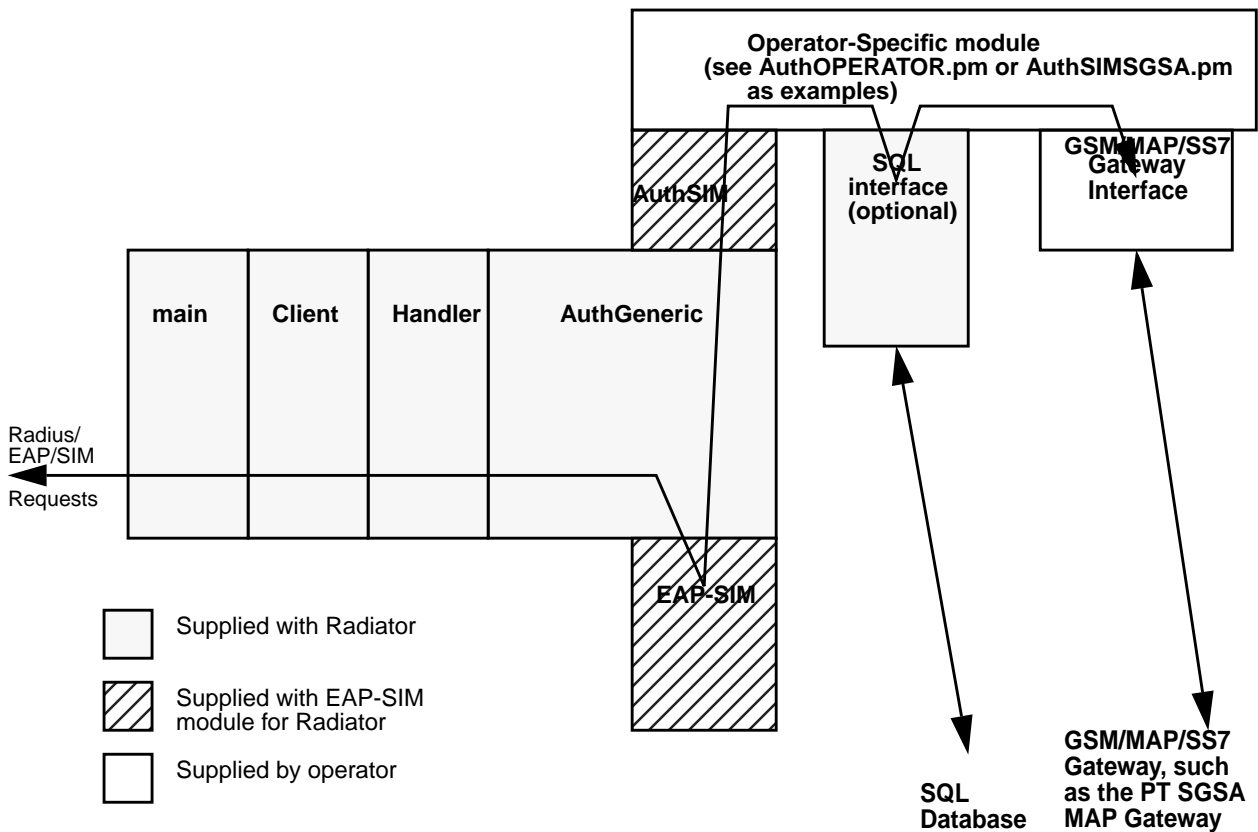 Operator-Specific module
(see AuthOPERATOR.pm or AuthSIMSGSA.pm
as examples)
AuthSIM
SQL
interface
(optional)
GSM/MAP/SS7
Gateway
Interface
main
Client
Handler
AuthGeneric
Radius/
EAP/SIM
Requests
EAP-SIM
Supplied with Radiator
Supplied with EAP-SIM
module for Radiator
Supplied by operator
SQL
Database
GSM/MAP/SS7
Gateway, such
as the PT SGSA
MAP Gateway